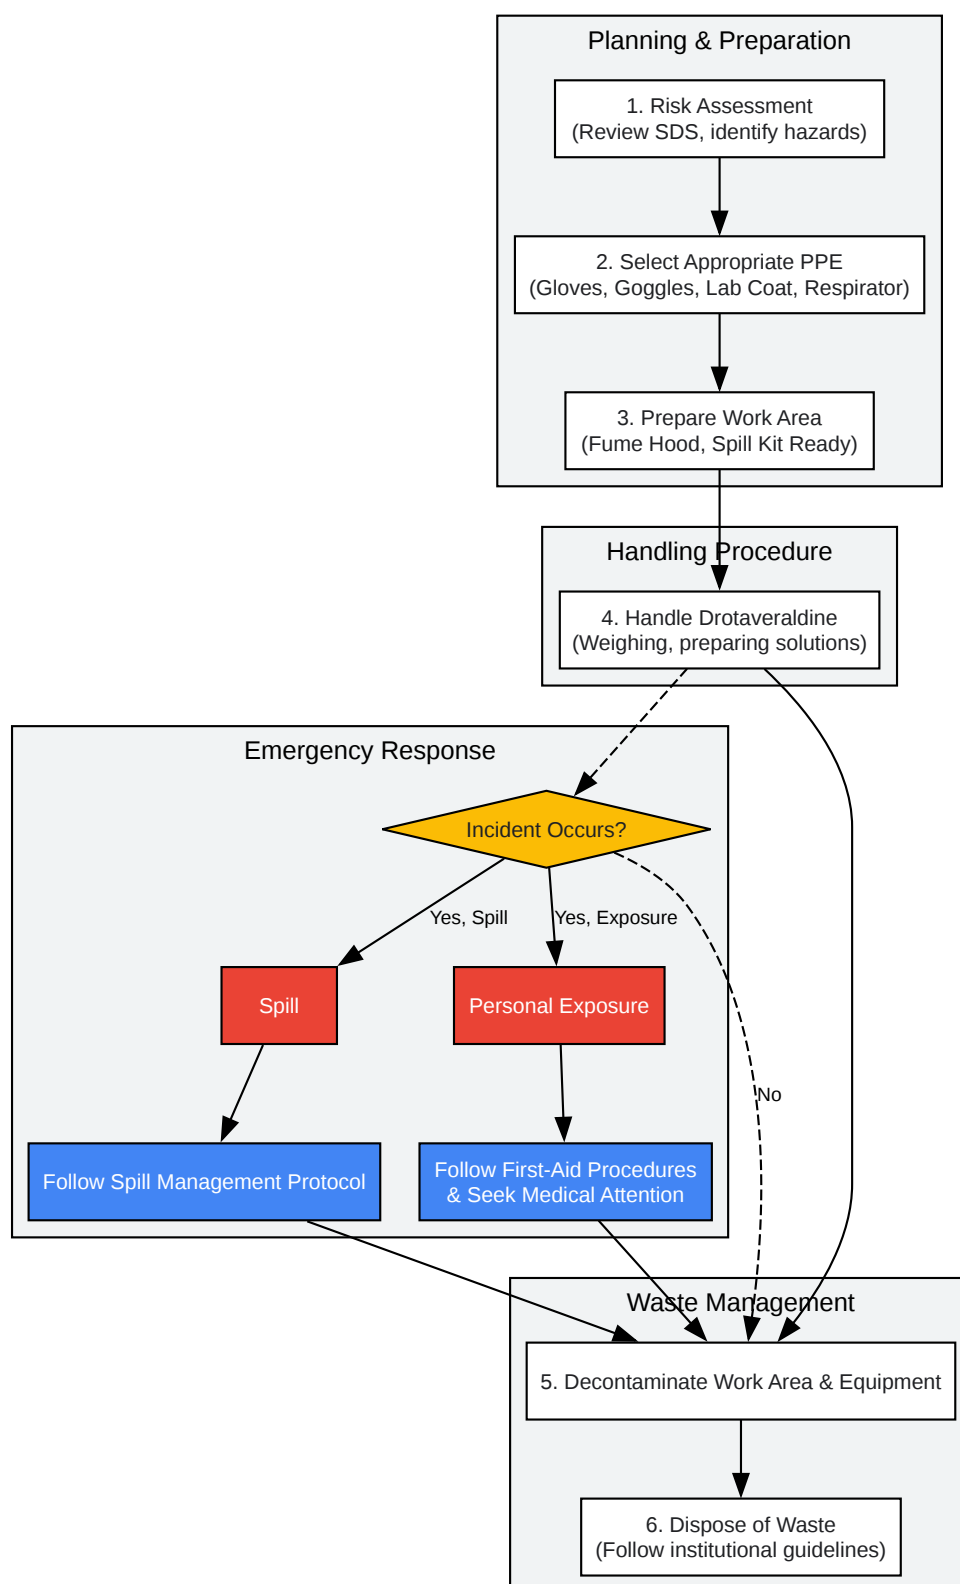 Planning & Preparation
1. Risk Assessment
(Review SDS, identify hazards)
2. Select Appropriate PPE
(Gloves, Goggles, Lab Coat, Respirator)
3. Prepare Work Area
(Fume Hood, Spill Kit Ready)
Handling Procedure
4. Handle Drotaveraldine
(Weighing, preparing solutions)
Emergency Response
Incident Occurs?
Yes, Spill
Yes, Exposure
Spill
Personal Exposure
No
Follow Spill Management Protocol
Follow First-Aid Procedures
& Seek Medical Attention
Waste Management
5. Decontaminate Work Area & Equipment
6. Dispose of Waste
(Follow institutional guidelines)